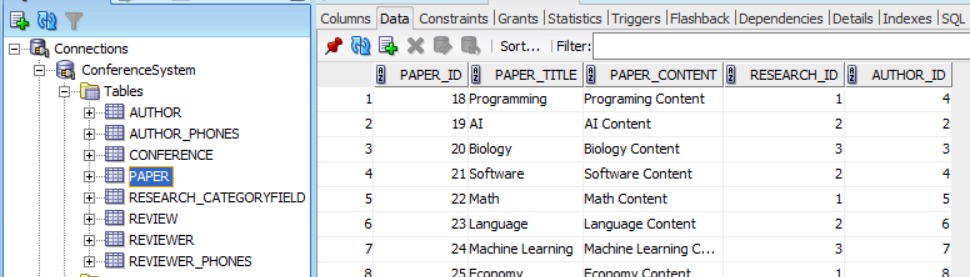 Connections
ConferenceSystem
Tables
AUTHOR
AUTHOR_PHONES
CONFERENCE
PAPER
RESEARCH_CATEGORYFIELD
REVIEW
REVIEWER
REVIEWER_PHONES
Columns Data Constraints Grants Statistics Triggers Flashback Dependencies Details Indexes SQL
Sort... Filter:
PAPER_ID PAPER_TITLE PAPER_CONTENT RESEARCH_ID AUTHOR_ID
1 18 Programming Programing Content 1 4
2 19 AI AI Content 2 2
3 20 Biology Biology Content 3 3
4 21 Software Software Content 2 4
5 22 Math Math Content 1 5
6 23 Language Language Content 2 6
7 24 Machine Learning Machine Learning C... 3 7
8 25 Economy Economy Content 1 8